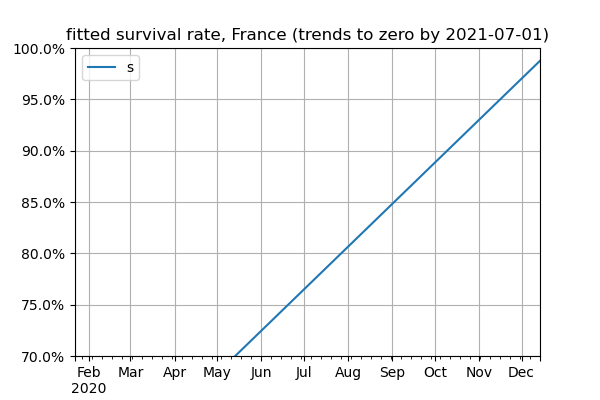 fitted survival rate, France (trends to zero by 2021-07-01)
100.0%
95.0%
90.0%
85.0%
80.0%
75.0%
70.0%
s
Feb Mar Apr May Jun Jul Aug Sep Oct Nov Dec
2020